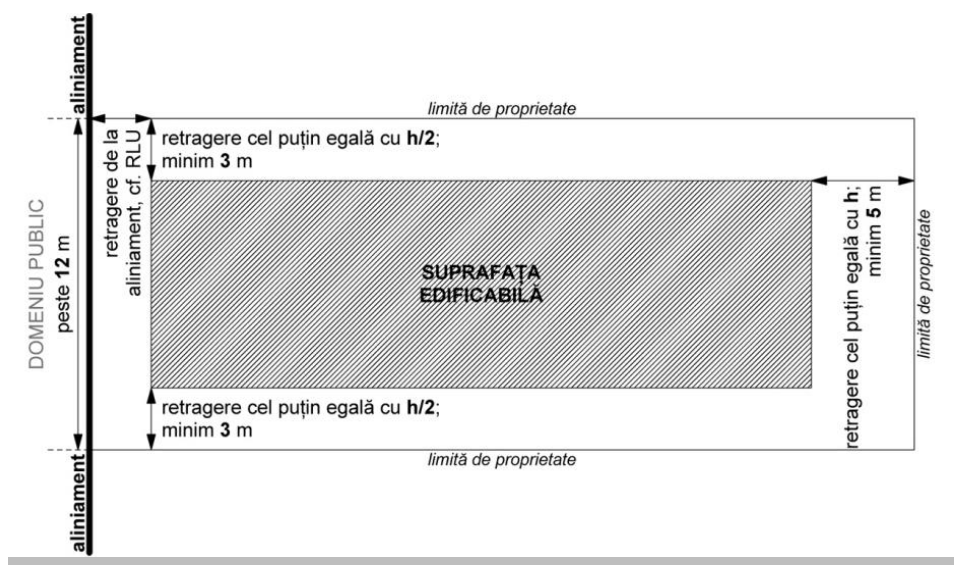 aliniament
limită de proprietate
retragere de la
aliniament, cf. RLU
retragere cel puțin egală cu h/2;
minim 3 m
DOMENIU PUBLIC
peste 12 m
SUPRAFAȚA
EDIFICABILĂ
retragere cel puțin egală cu h;
minim 5 m
limită de proprietate
retragere cel puțin egală cu h/2;
minim 3 m
limită de proprietate
aliniament